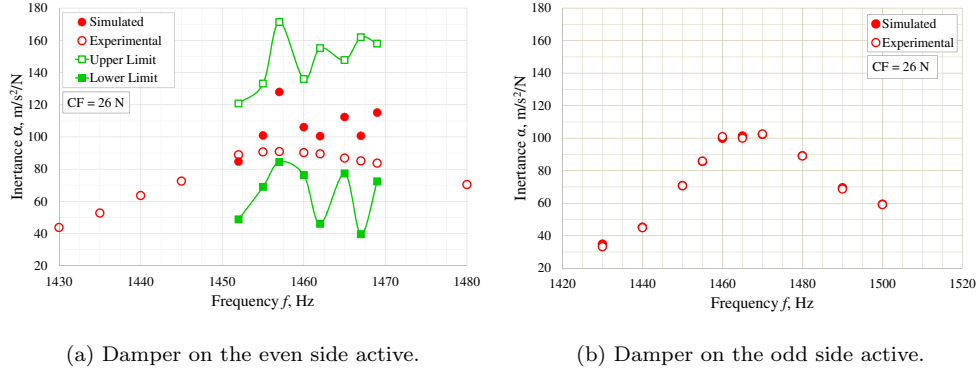 Inertance α, m/s²/N
180
160
140
120
100
80
60
40
20
Simulated
Experimental
Upper Limit
Lower Limit
CF = 26 N
1430 1440 1450 1460 1470 1480
Frequency f, Hz
(a) Damper on the even side active.
Inertance α, m/s²/N
180
160
140
120
100
80
60
40
20
Simulated
Experimental
CF = 26 N
1420 1440 1460 1480 1500 1520
Frequency f, Hz
(b) Damper on the odd side active.